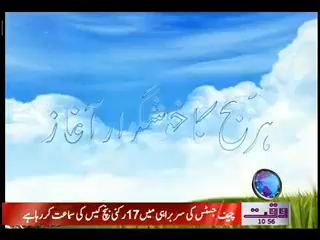 ہر صبح کا خوشگوار آغاز
وقت
10 56
چیف جسٹس کی سربراہی میں 17 رکنی بنچ کیس کی سماعت کر رہا ہے